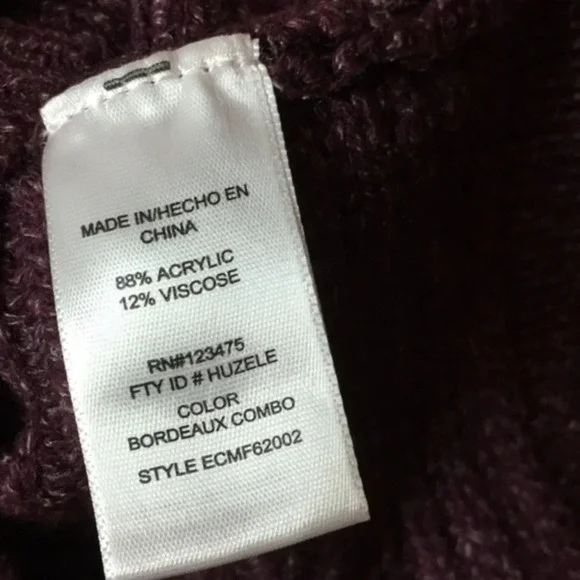 MADE IN/HECHO EN
CHINA
88% ACRYLIC
12% VISCOSE
RN#123475
FTY ID # HUZELE
COLOR
BORDEAUX COMBO
STYLE ECMF62002